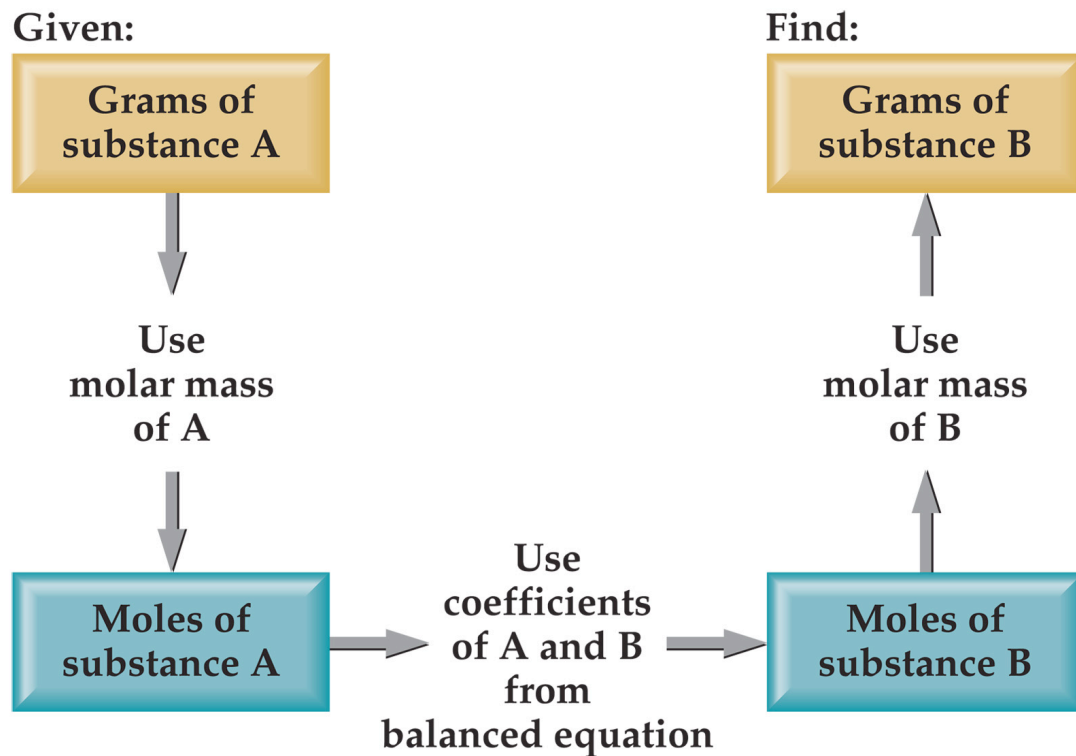 Given:
Grams of
substance A
Use
molar mass
of A
Moles of
substance A
Use
coefficients
of A and B
from
balanced equation
Moles of
substance B
Use
molar mass
of B
Find:
Grams of
substance B